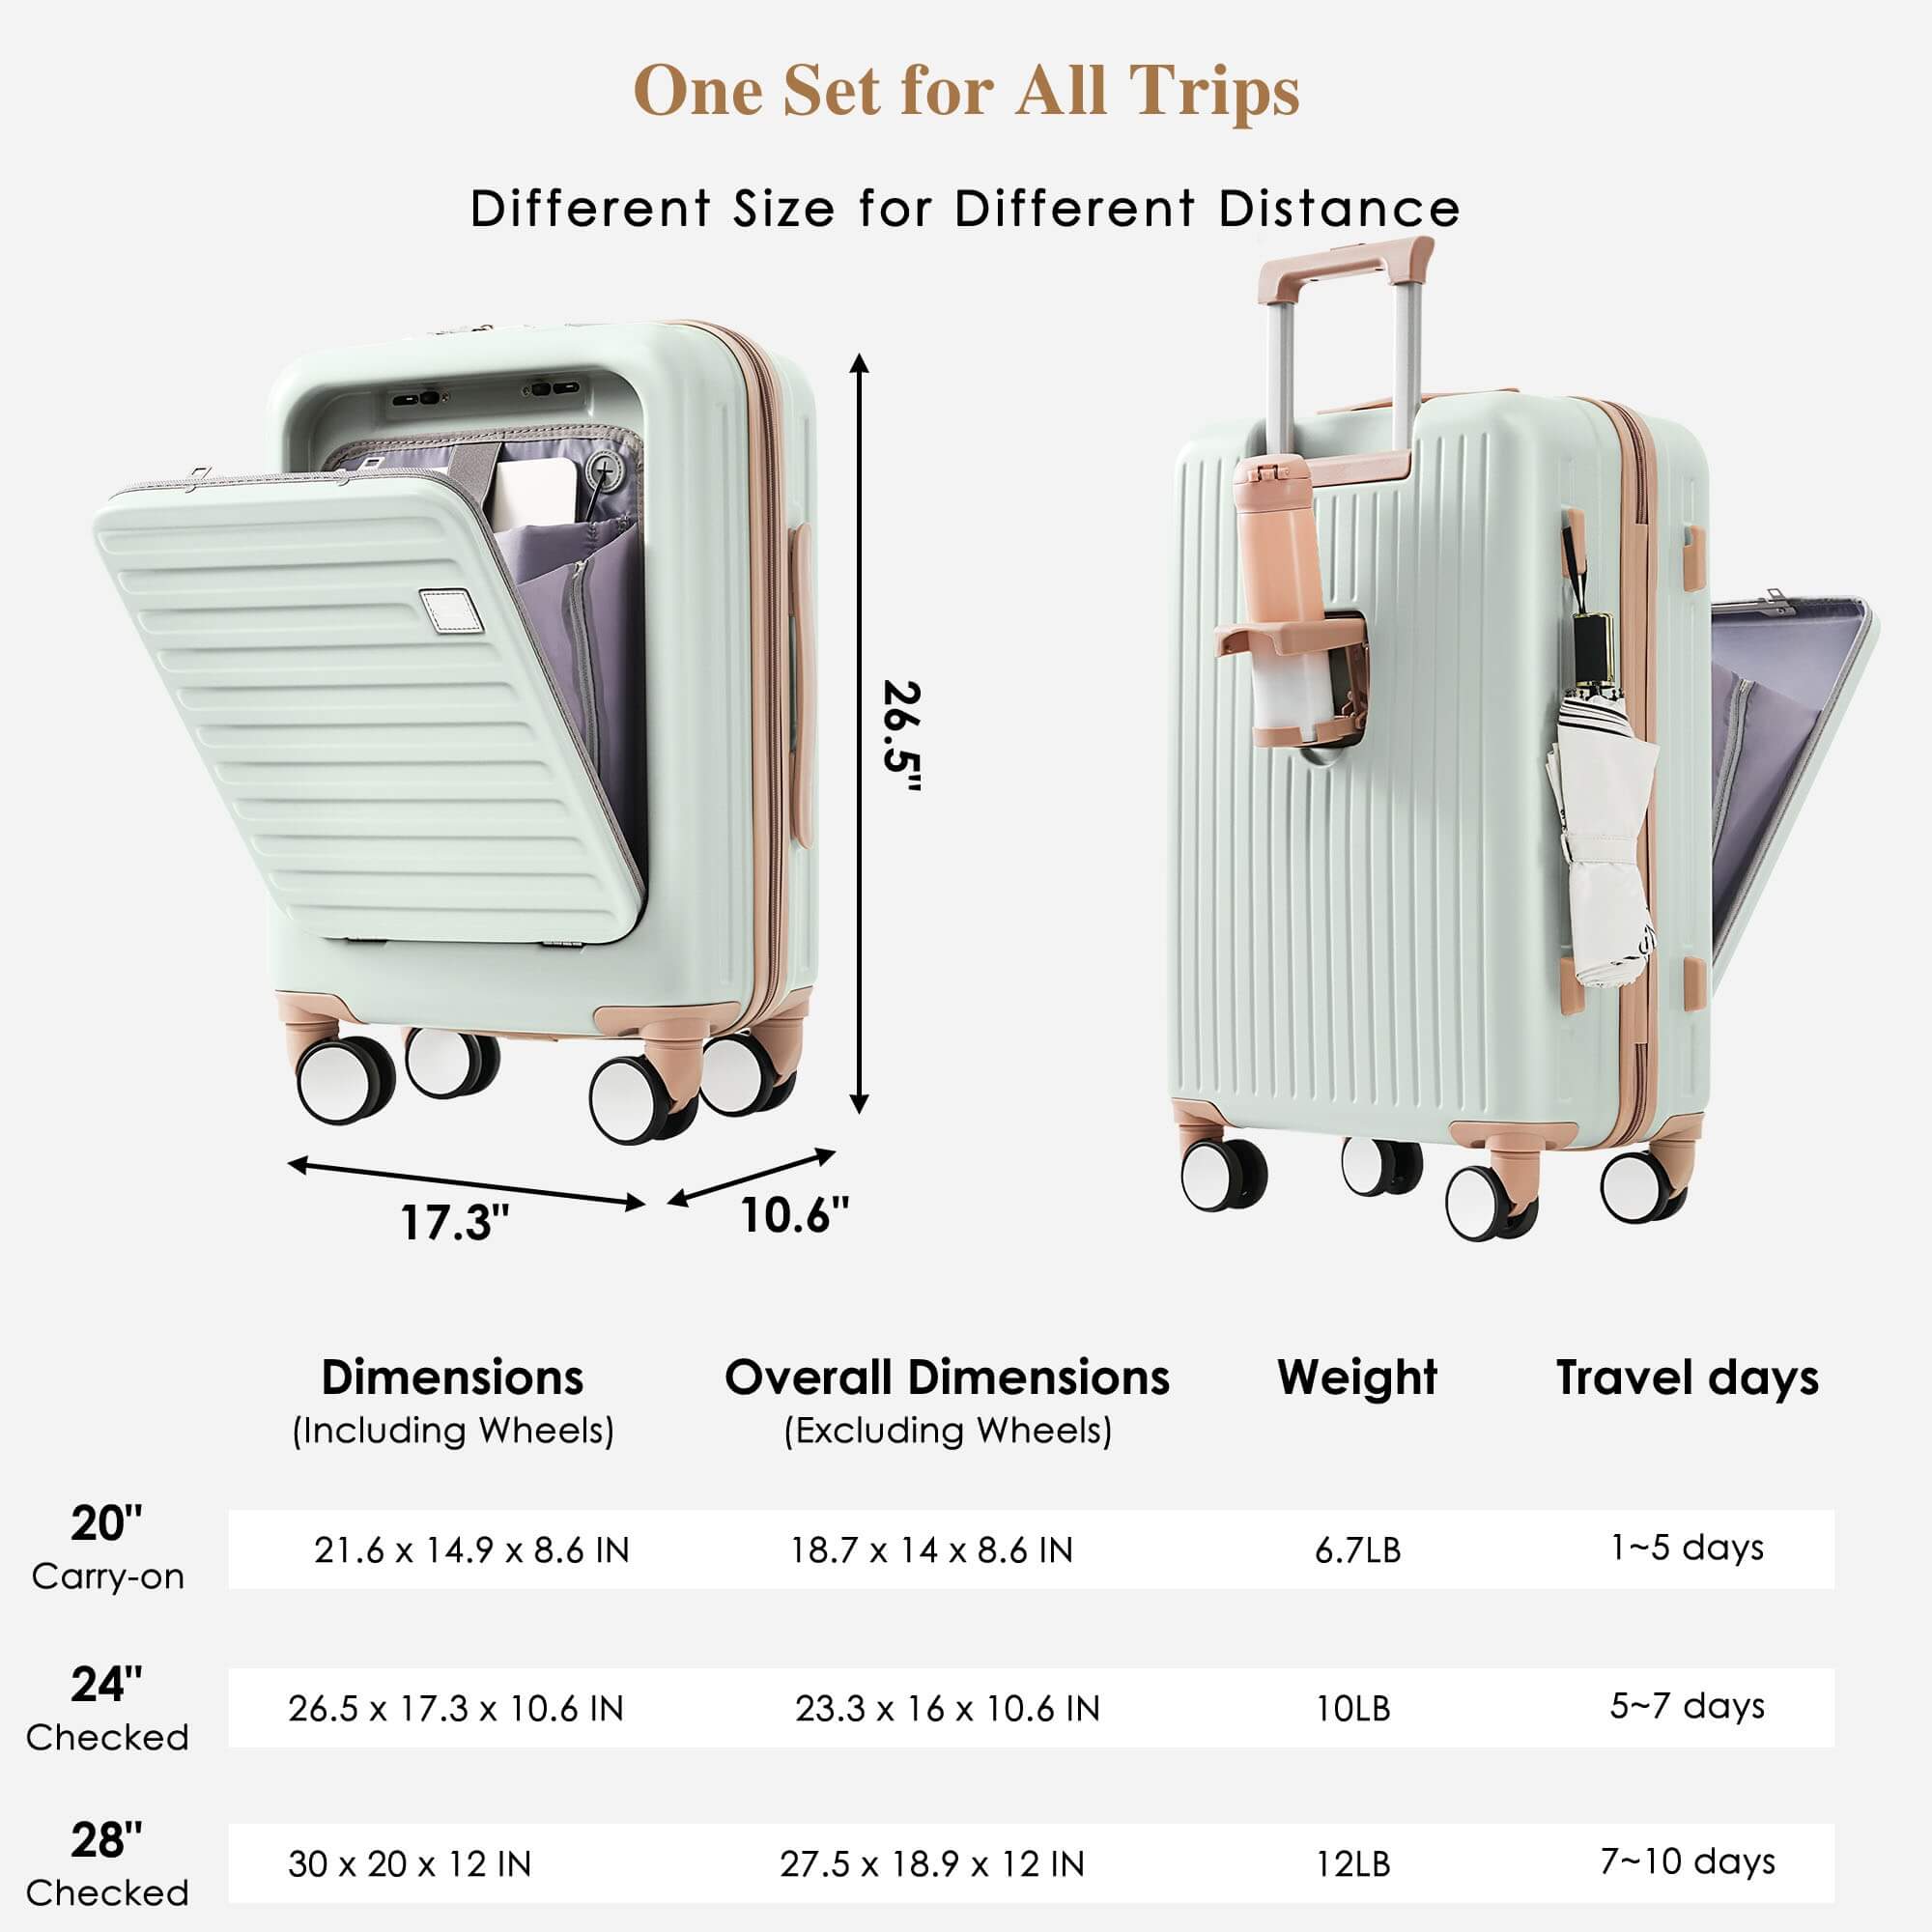 One Set for All Trips
Different Size for Different Distance
26.5"
17.3"
10.6"
Dimensions Overall Dimensions Weight Travel days
(Including Wheels) (Excluding Wheels)
20"
Carry-on
21.6 x 14.9 x 8.6 IN 18.7 x 14 x 8.6 IN 6.7LB 1~5 days
24"
Checked
26.5 x 17.3 x 10.6 IN 23.3 x 16 x 10.6 IN 10LB 5~7 days
28"
Checked
30 x 20 x 12 IN 27.5 x 18.9 x 12 IN 12LB 7~10 days